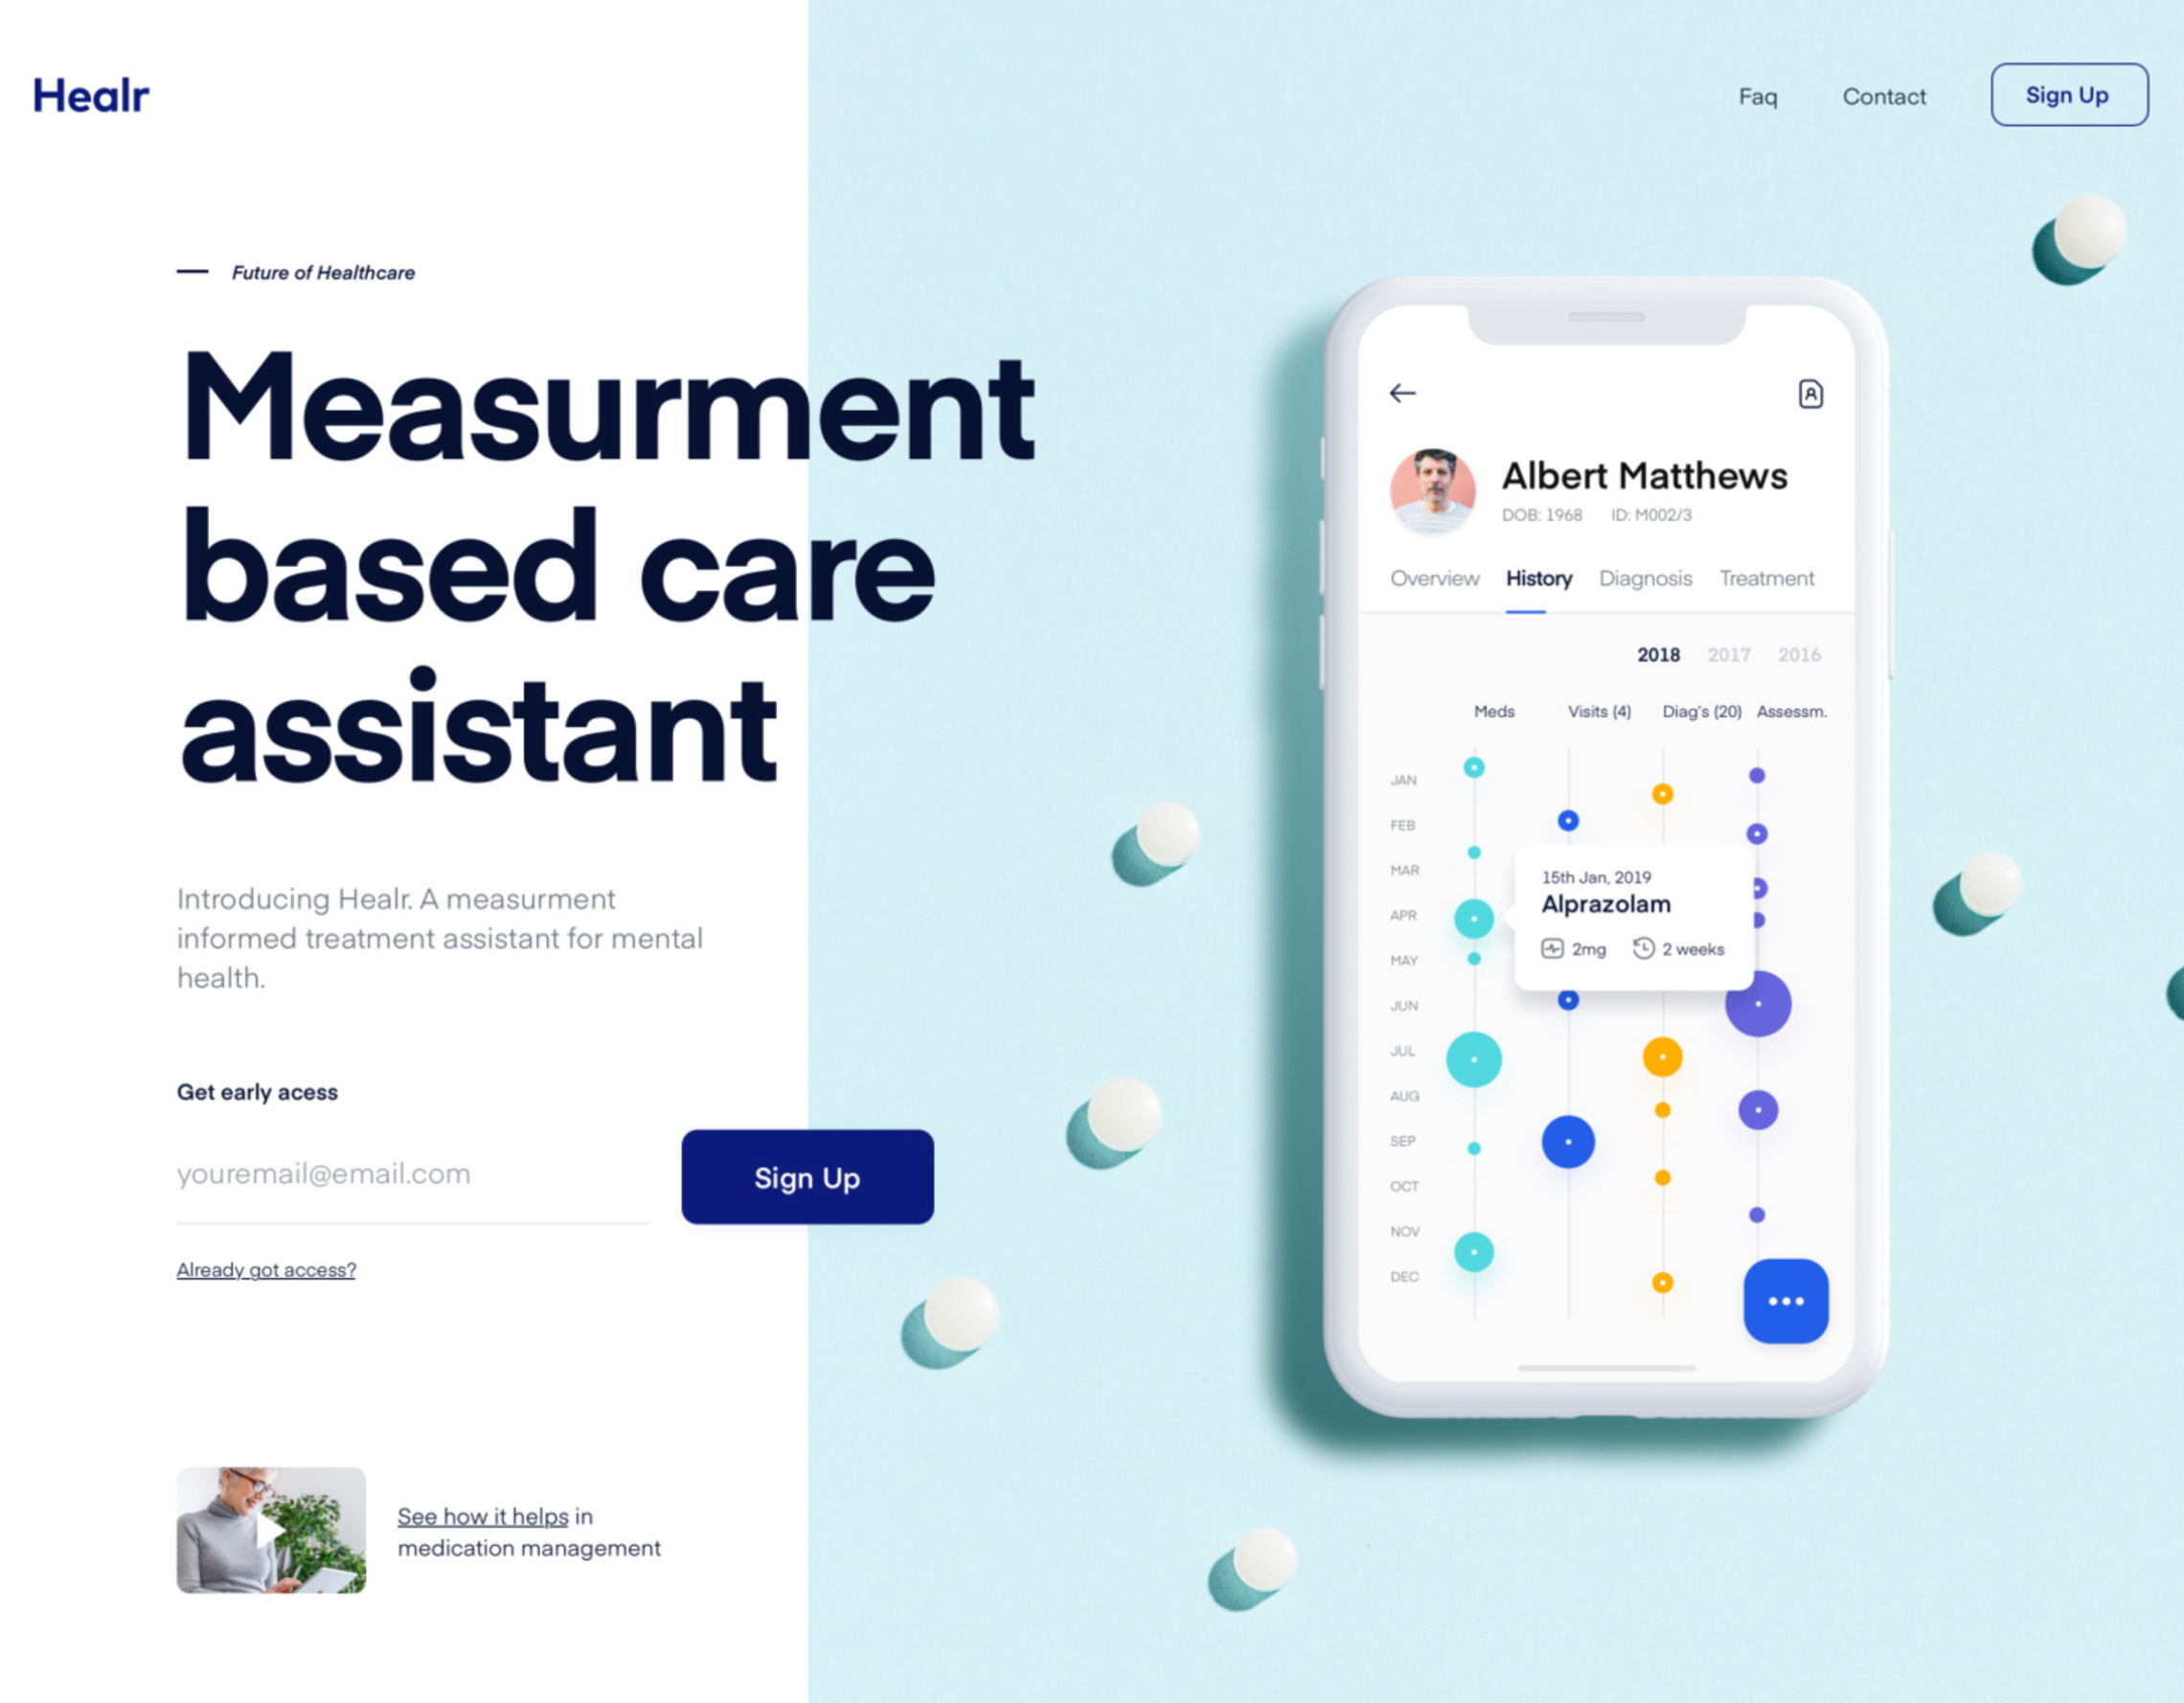 Healr
Faq
Contact
Sign Up
Future of Healthcare
Measurment
based care
assistant
Introducing Healr. A measurment
informed treatment assistant for mental
health.
Get early acess
youremail@email.com
Sign Up
Already got access?
See how it helps in
medication management
Albert Matthews
DOB: 1968 ID: M002/3
Overview History Diagnosis Treatment
2018 2017 2016
Meds Visits (4) Diag's (20) Assessm.
JAN
FEB
MAR
APR
MAY
JUN
JUL
AUG
SEP
OCT
NOV
DEC
15th Jan, 2019
Alprazolam
2mg 2 weeks